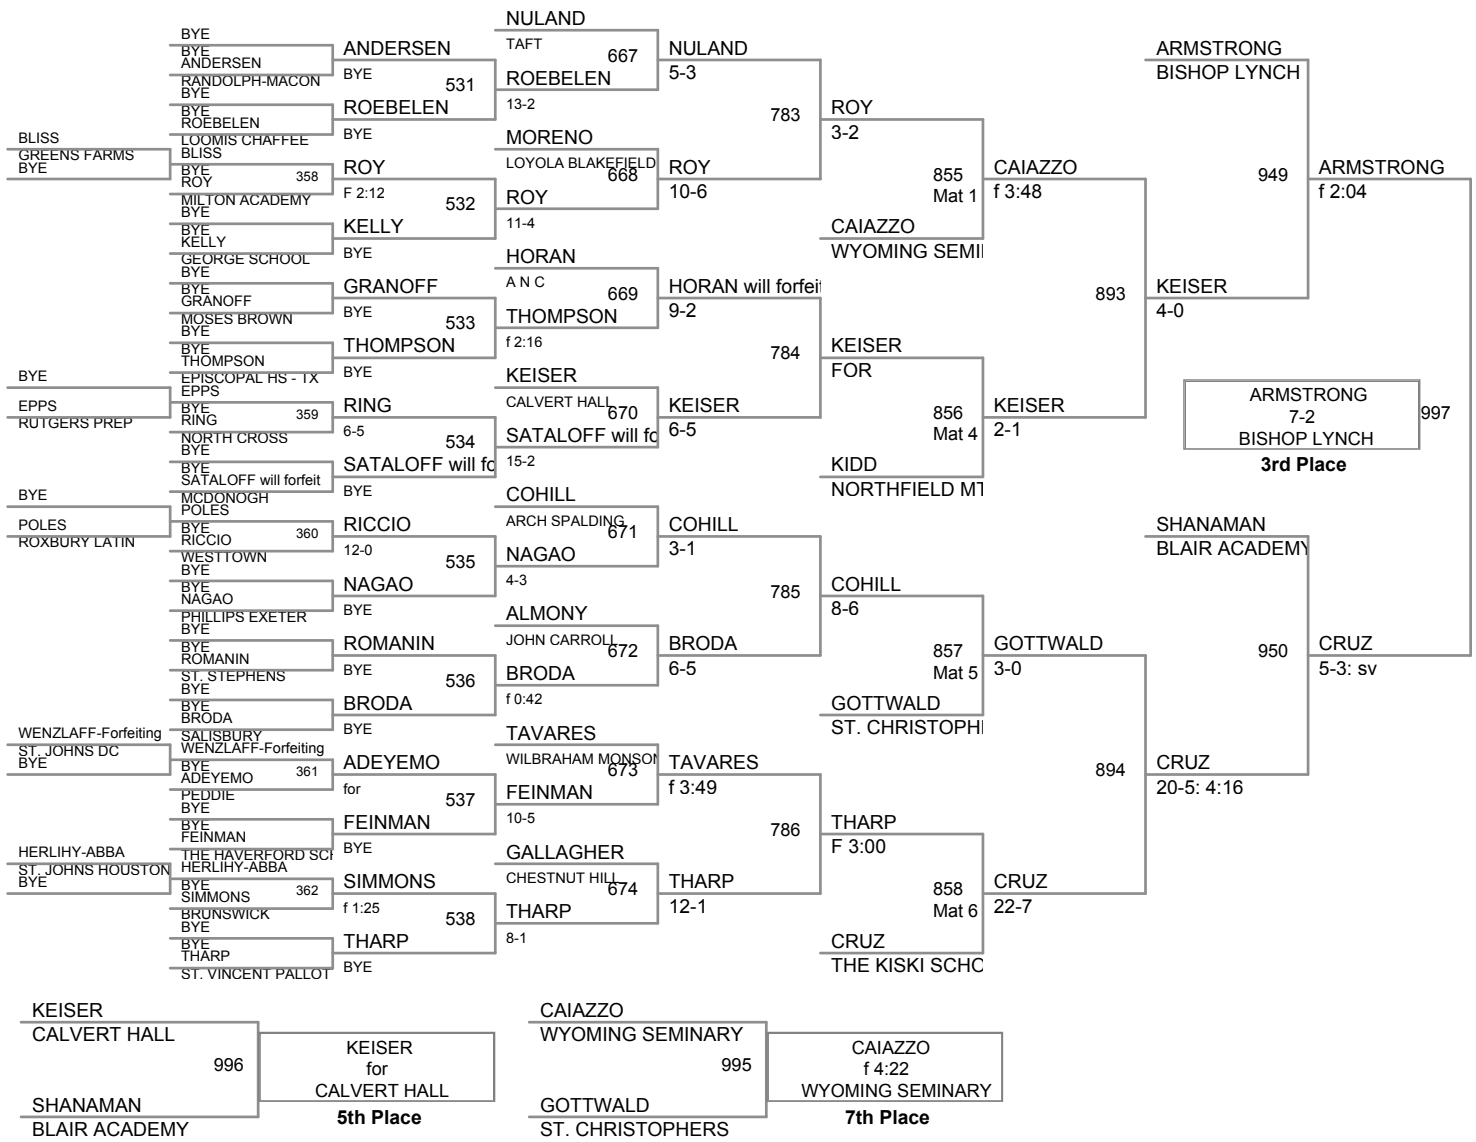 BLISS
GREENS FARMS
BYE
BYE
EPPS
RUTGERS PREP
BYE
POLES
ROXBURY LATIN
WENZLAFF-Forfeiting
ST. JOHNS DC
BYE
HERLIHY-ABBA
ST. JOHNS HOUSTON
BYE
BYE
BYE
ANDERSEN
RANDOLPH-MACON
BYE
BYE
ROEBELEN
LOOMIS CHAFFEE
BLISS
BYE
ROY
358
MILTON ACADEMY
BYE
BYE
KELLY
GEORGE SCHOOL
BYE
BYE
GRANOFF
MOSES BROWN
BYE
BYE
THOMPSON
EPISCOPAL HS - TX
EPPS
BYE
RING
359
NORTH CROSS
BYE
BYE
SATALOFF will forfeit
MCDONOGH
POLES
BYE
RICCIO
360
WESTTOWN
BYE
BYE
NAGAO
PHILLIPS EXETER
BYE
BYE
ROMANIN
ST. STEPHENS
BYE
BYE
BRODA
SALISBURY
WENZLAFF-Forfeiting
BYE
ADEYEMO
361
PEDDIE
BYE
BYE
FEINMAN
THE HAVERFORD SCH
HERLIHY-ABBA
BYE
SIMMONS
362
BRUNSWICK
BYE
BYE
THARP
ST. VINCENT PALLOT
ANDERSEN
BYE
531
ROEBELEN
BYE
ROY
F 2:12
532
KELLY
BYE
GRANOFF
BYE
533
THOMPSON
BYE
RING
6-5
534
SATALOFF will fo
BYE
RICCIO
12-0
535
NAGAO
BYE
ROMANIN
BYE
536
BRODA
BYE
ADEYEMO
for
537
FEINMAN
BYE
SIMMONS
f 1:25
538
THARP
BYE
NULAND
TAFT
667
ROEBELEN
13-2
MORENO
LOYOLA BLAKEFIELD
668
ROY
11-4
HORAN
A N C
669
THOMPSON
f 2:16
KEISER
CALVERT HALL
670
SATALOFF will fo
15-2
COHILL
ARCH SPALDING
671
NAGAO
4-3
ALMONY
JOHN CARROLL
672
BRODA
f 0:42
TAVARES
WILBRAHAM MONSON
673
FEINMAN
10-5
GALLAGHER
CHESTNUT HILL
674
THARP
8-1
NULAND
5-3
783
ROY
10-6
HORAN will forfeit
9-2
784
KEISER
6-5
COHILL
3-1
785
BRODA
6-5
TAVARES
f 3:49
786
THARP
12-1
ROY
3-2
855
Mat 1
CAIAZZO
WYOMING SEMI
KEISER
FOR
856
Mat 4
KIDD
NORTHFIELD MT
COHILL
8-6
857
Mat 5
GOTTWALD
ST. CHRISTOPH
THARP
F 3:00
858
Mat 6
CRUZ
THE KISKI SCHO
CAIAZZO
f 3:48
893
KEISER
2-1
GOTTWALD
3-0
894
CRUZ
22-7
ARMSTRONG
BISHOP LYNCH
949
KEISER
4-0
SHANAMAN
BLAIR ACADEMY
950
CRUZ
20-5: 4:16
ARMSTRONG
f 2:04
CRUZ
5-3: sv
ARMSTRONG
7-2
BISHOP LYNCH
997
3rd Place
KEISER
CALVERT HALL
996
SHANAMAN
BLAIR ACADEMY
KEISER
for
CALVERT HALL
5th Place
CAIAZZO
WYOMING SEMINARY
995
GOTTWALD
ST. CHRISTOPHERS
CAIAZZO
f 4:22
WYOMING SEMINARY
7th Place